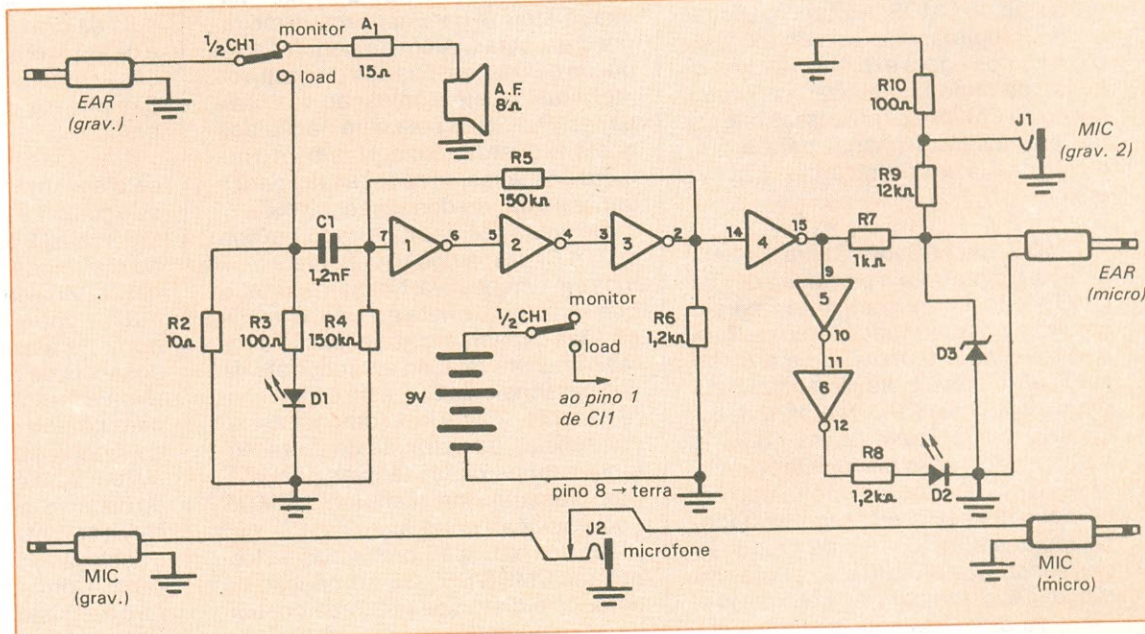 ½CH1
monitor
A1
15Ω
load
EAR
(grav.)
A.F.
8Ω
R10
100Ω
J1
MIC
(grav. 2)
R9
12kΩ
R5
150kΩ
C1
1,2nF
7
1
6
5
2
4
3
3
2
14
4
15
R7
1kΩ
EAR
(micro)
9
5
10
11
6
12
R2
10Ω
R3
100Ω
R4
150kΩ
D1
monitor
½CH1
load
9V
ao pino 1
de CI1
R6
1,2kΩ
D3
R8
1,2kΩ
D2
pino 8 → terra
J2
microfone
MIC
(grav.)
MIC
(micro)